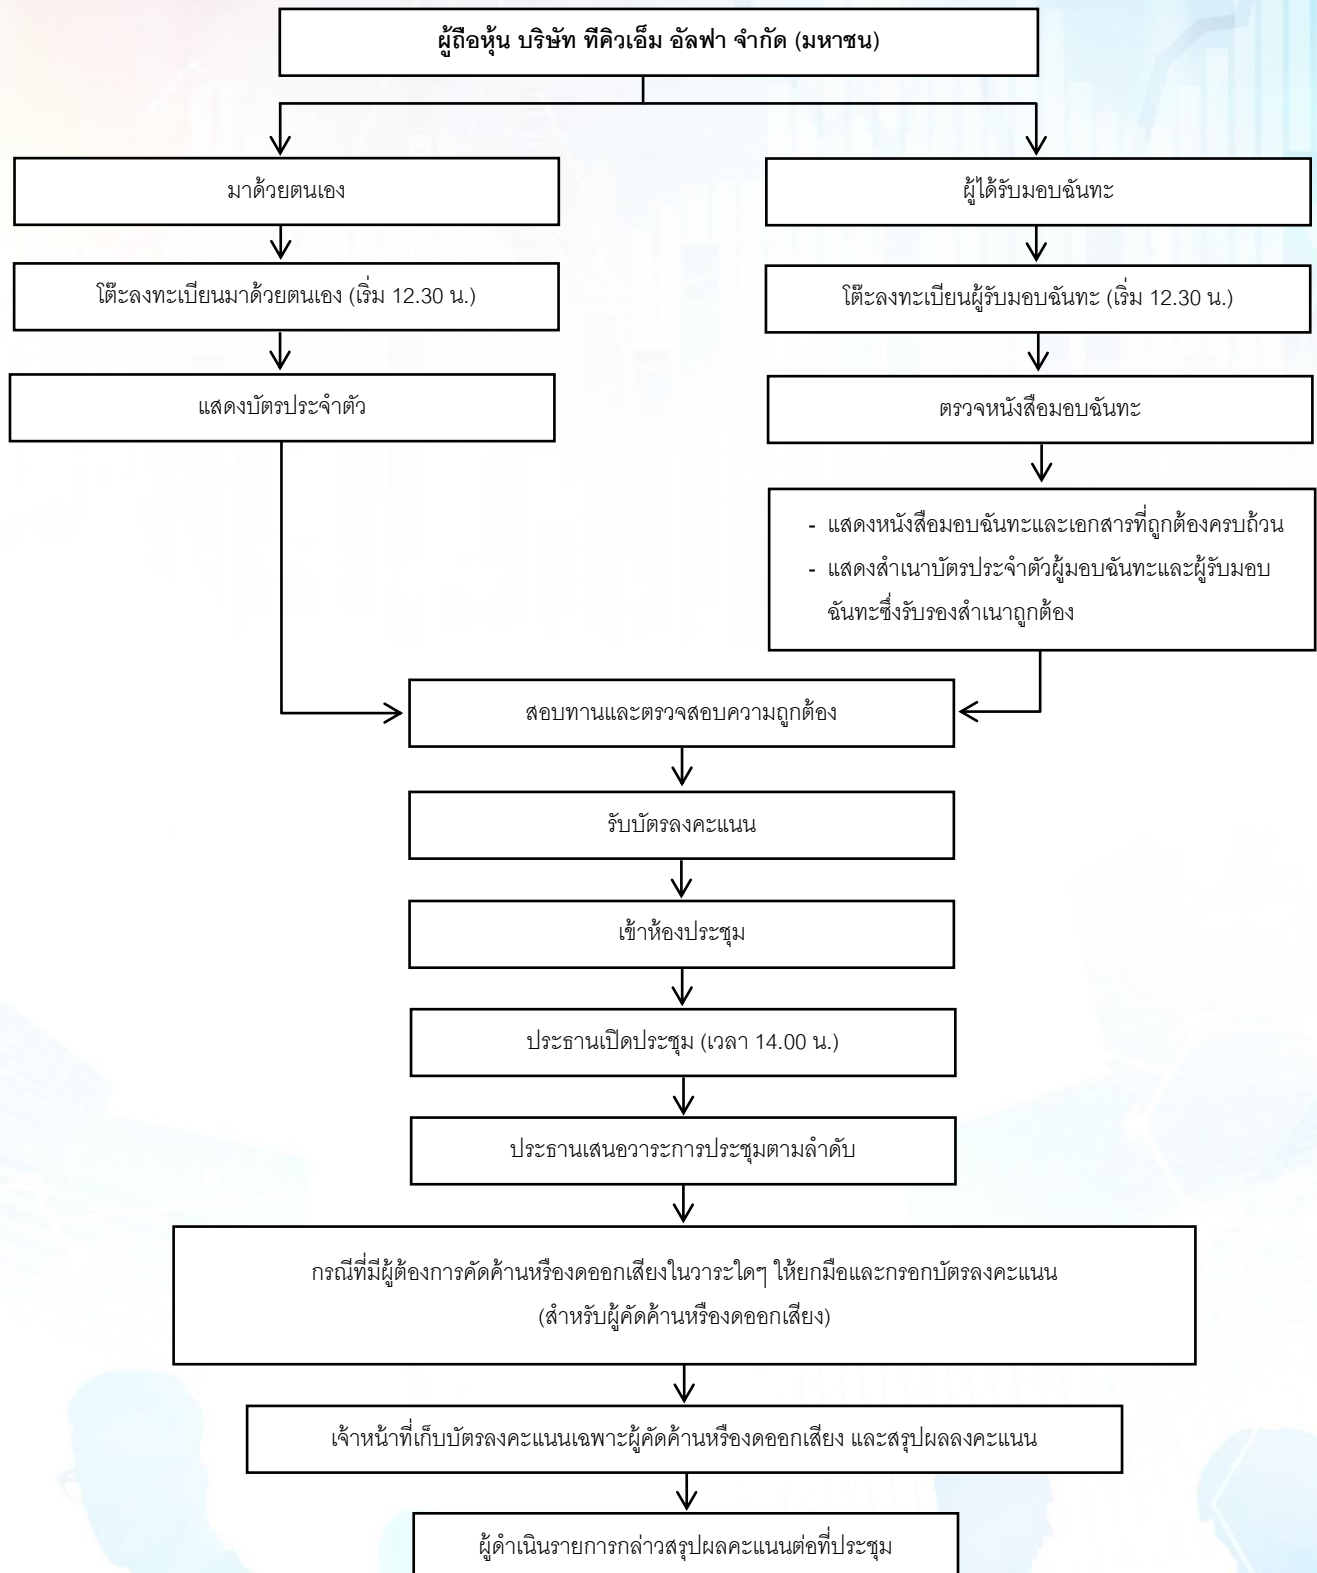 ผู้ถือหุ้น บริษัท ทีคิวเอ็ม อัลฟา จำกัด (มหาชน)
มาด้วยตนเอง
ผู้ได้รับมอบฉันทะ
โต๊ะลงทะเบียนมาด้วยตนเอง (เริ่ม 12.30 น.)
โต๊ะลงทะเบียนผู้รับมอบฉันทะ (เริ่ม 12.30 น.)
แสดงบัตรประจำตัว
ตรวจหนังสือมอบฉันทะ
- แสดงหนังสือมอบฉันทะและเอกสารที่ถูกต้องครบถ้วน
- แสดงสำเนาบัตรประจำตัวผู้มอบฉันทะและผู้รับมอบ
ฉันทะซึ่งรับรองสำเนาถูกต้อง
สอบทานและตรวจสอบความถูกต้อง
รับบัตรลงคะแนน
เข้าห้องประชุม
ประธานเปิดประชุม (เวลา 14.00 น.)
ประธานเสนอวาระการประชุมตามลำดับ
กรณีที่มีผู้ต้องการคัดค้านหรืองดออกเสียงในวาระใดๆ ให้ยกมือและกรอกบัตรลงคะแนน
(สำหรับผู้คัดค้านหรืองดออกเสียง)
เจ้าหน้าที่เก็บบัตรลงคะแนนเฉพาะผู้คัดค้านหรืองดออกเสียง และสรุปผลลงคะแนน
ผู้ดำเนินรายการกล่าวสรุปผลคะแนนต่อที่ประชุม